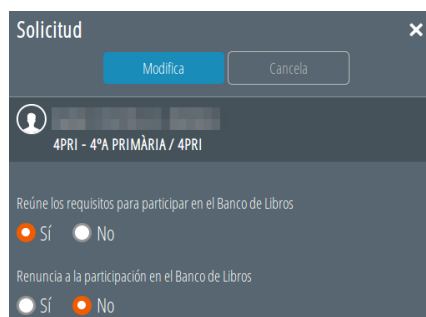 Solicitud
Modifica
Cancela
4PRI - 4ºA PRIMÀRIA / 4PRI
Reúne los requisitos para participar en el Banco de Libros
Sí
No
Renuncia a la participación en el Banco de Libros
Sí
No